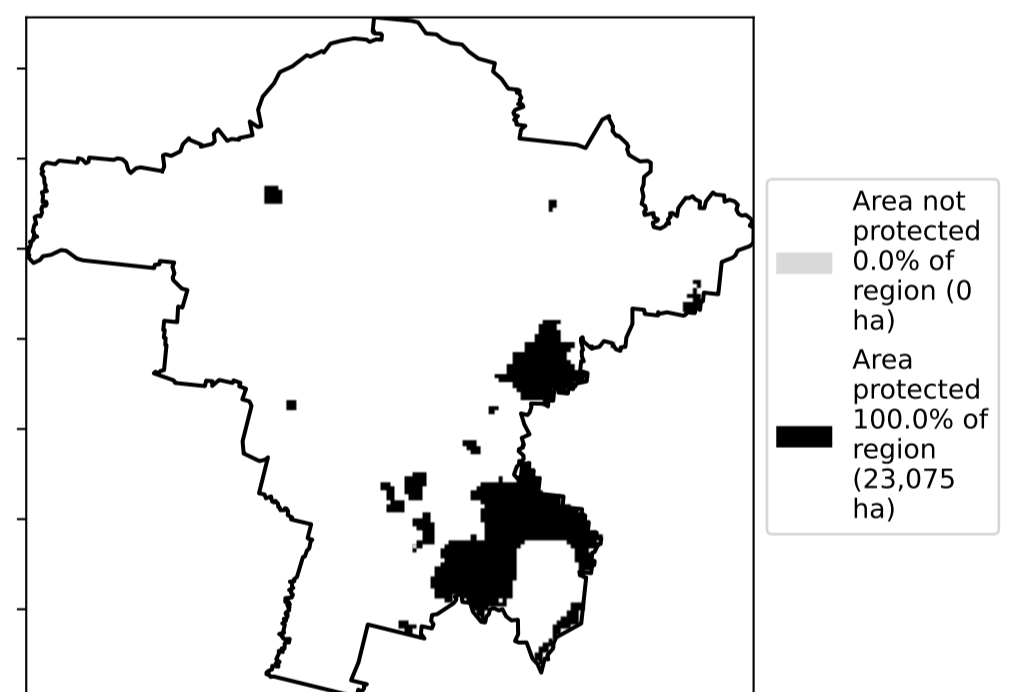 Area not
protected
0.0% of
region (0
ha)
Area
protected
100.0% of
region
(23,075
ha)